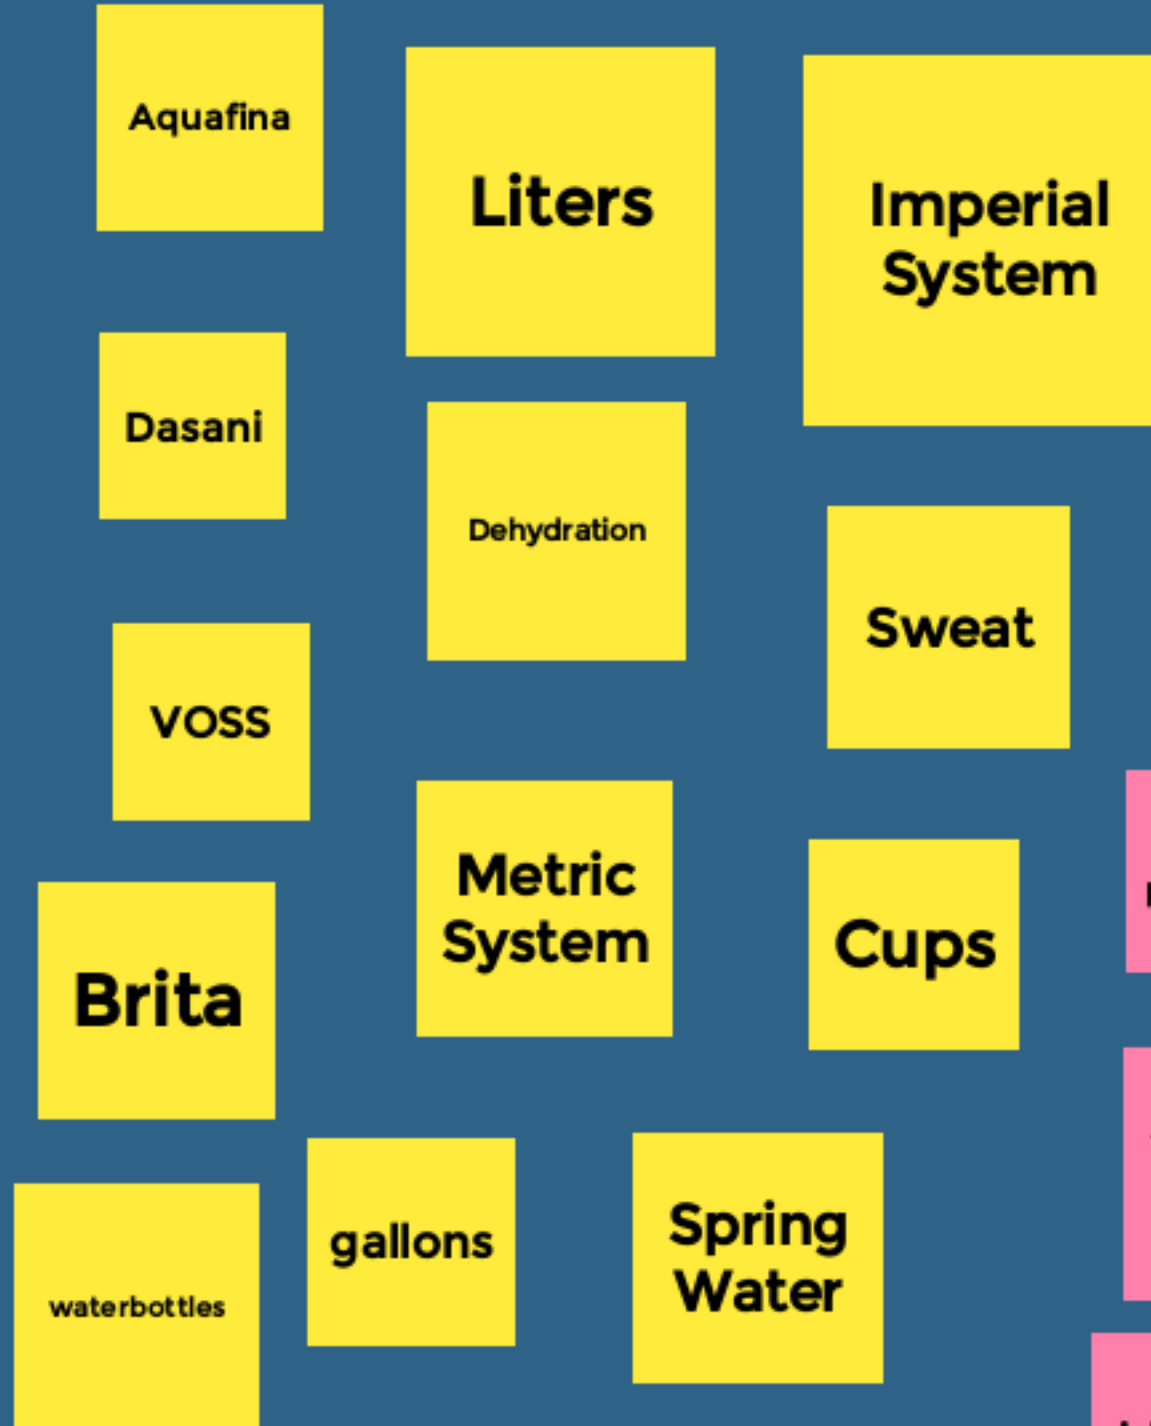 Aquafina
Liters
Imperial
System
Dasani
Dehydration
Sweat
VOSS
Metric
System
Cups
Brita
gallons
Spring
Water
waterbottles